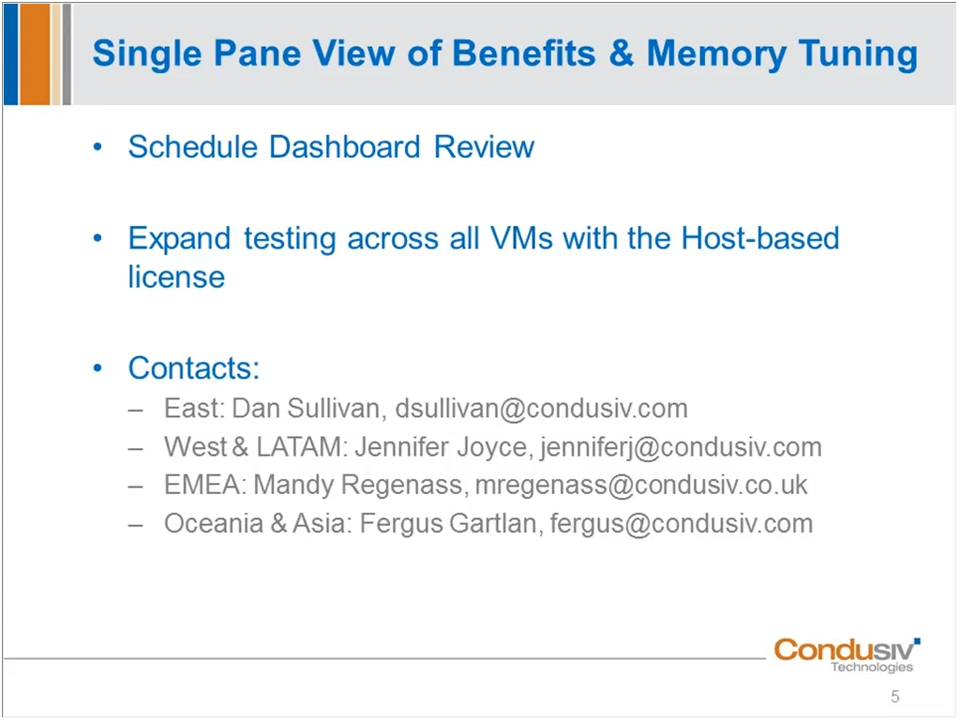 Single Pane View of Benefits & Memory Tuning
• Schedule Dashboard Review
• Expand testing across all VMs with the Host-based
license
• Contacts:
– East: Dan Sullivan, dsullivan@condusiv.com
– West & LATAM: Jennifer Joyce, jenniferj@condusiv.com
– EMEA: Mandy Regenass, mregenass@condusiv.co.uk
– Oceania & Asia: Fergus Gartlan, fergus@condusiv.com
Condusiv
Technologies
5